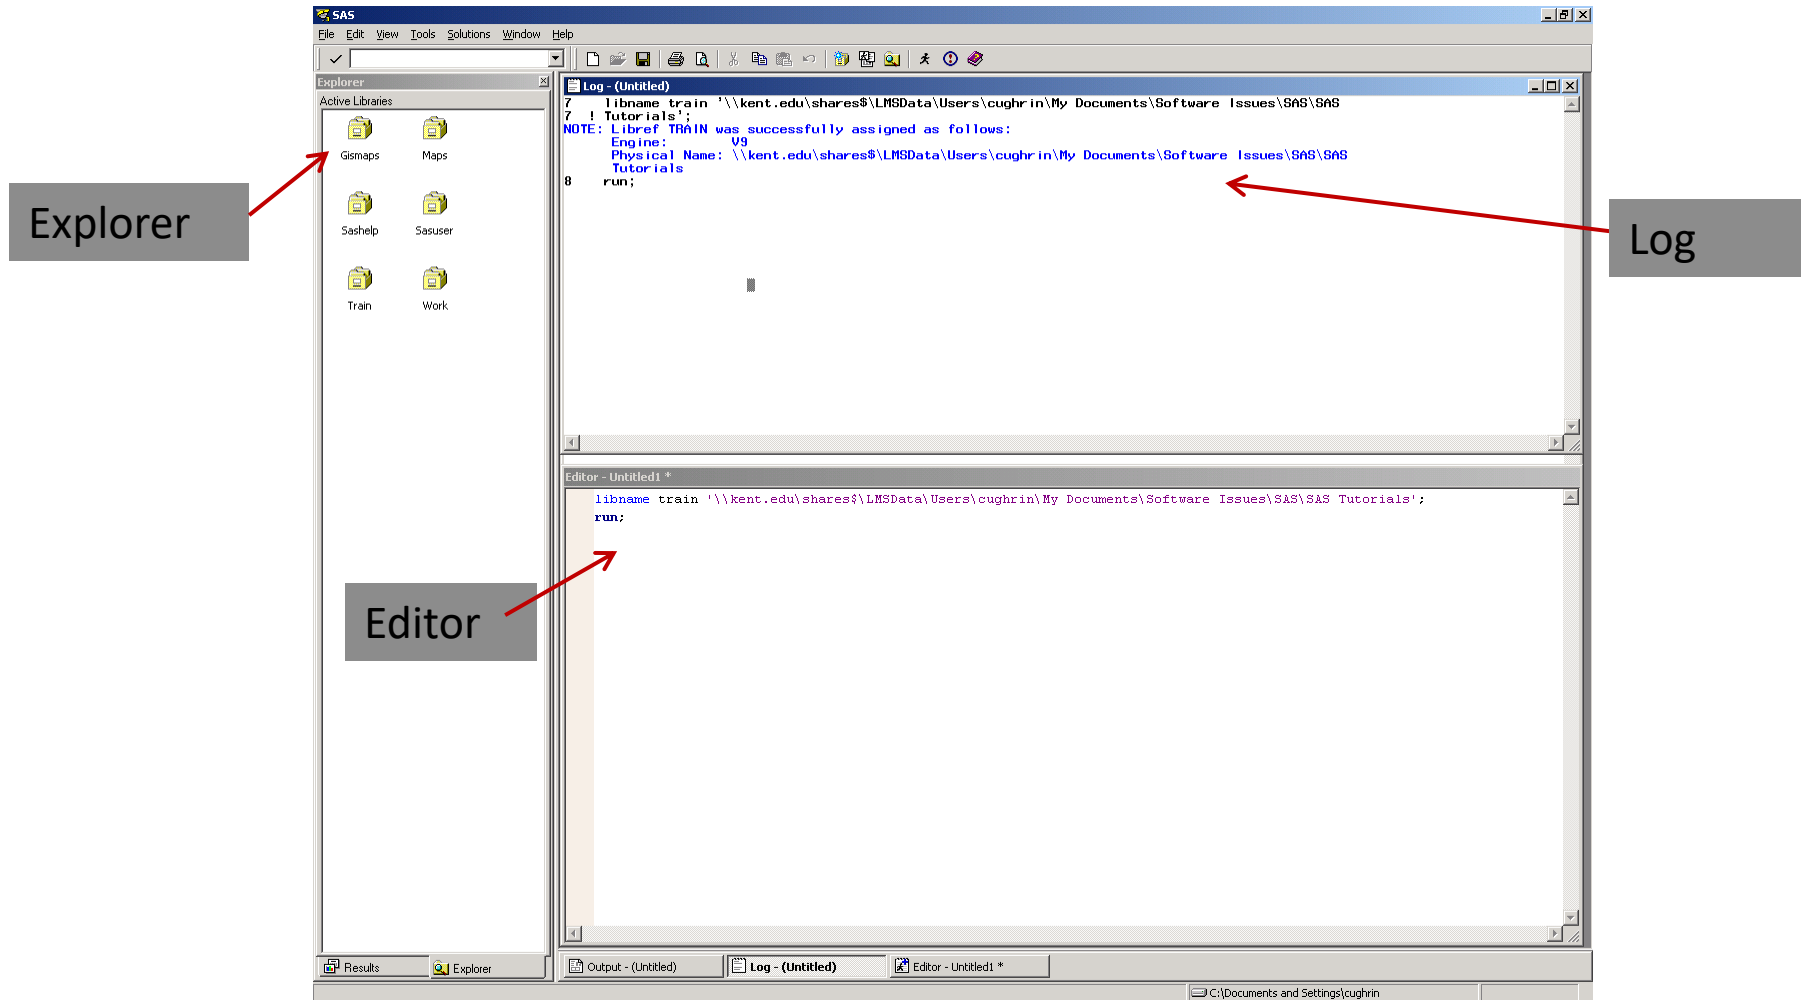 SAS
File Edit View Tools Solutions Window Help
Explorer
Active Libraries
Gismaps Maps
Sashelp Sasuser
Train Work
Log - (Untitled)
7 libname train '\\kent.edu\shares$\LMSData\Users\cughrin\My Documents\Software Issues\SAS\SAS
7 ! Tutorials';
NOTE: Libref TRAIN was successfully assigned as follows:
Engine: V9
Physical Name: \\kent.edu\shares$\LMSData\Users\cughrin\My Documents\Software Issues\SAS\SAS
Tutorials
8 run;
Explorer
Log
Editor - Untitled1 *
libname train '\\kent.edu\shares$\LMSData\Users\cughrin\My Documents\Software Issues\SAS\SAS Tutorials';
run;
Editor
Results Explorer
Output - (Untitled) Log - (Untitled) Editor - Untitled1 *
C:\Documents and Settings\cughrin